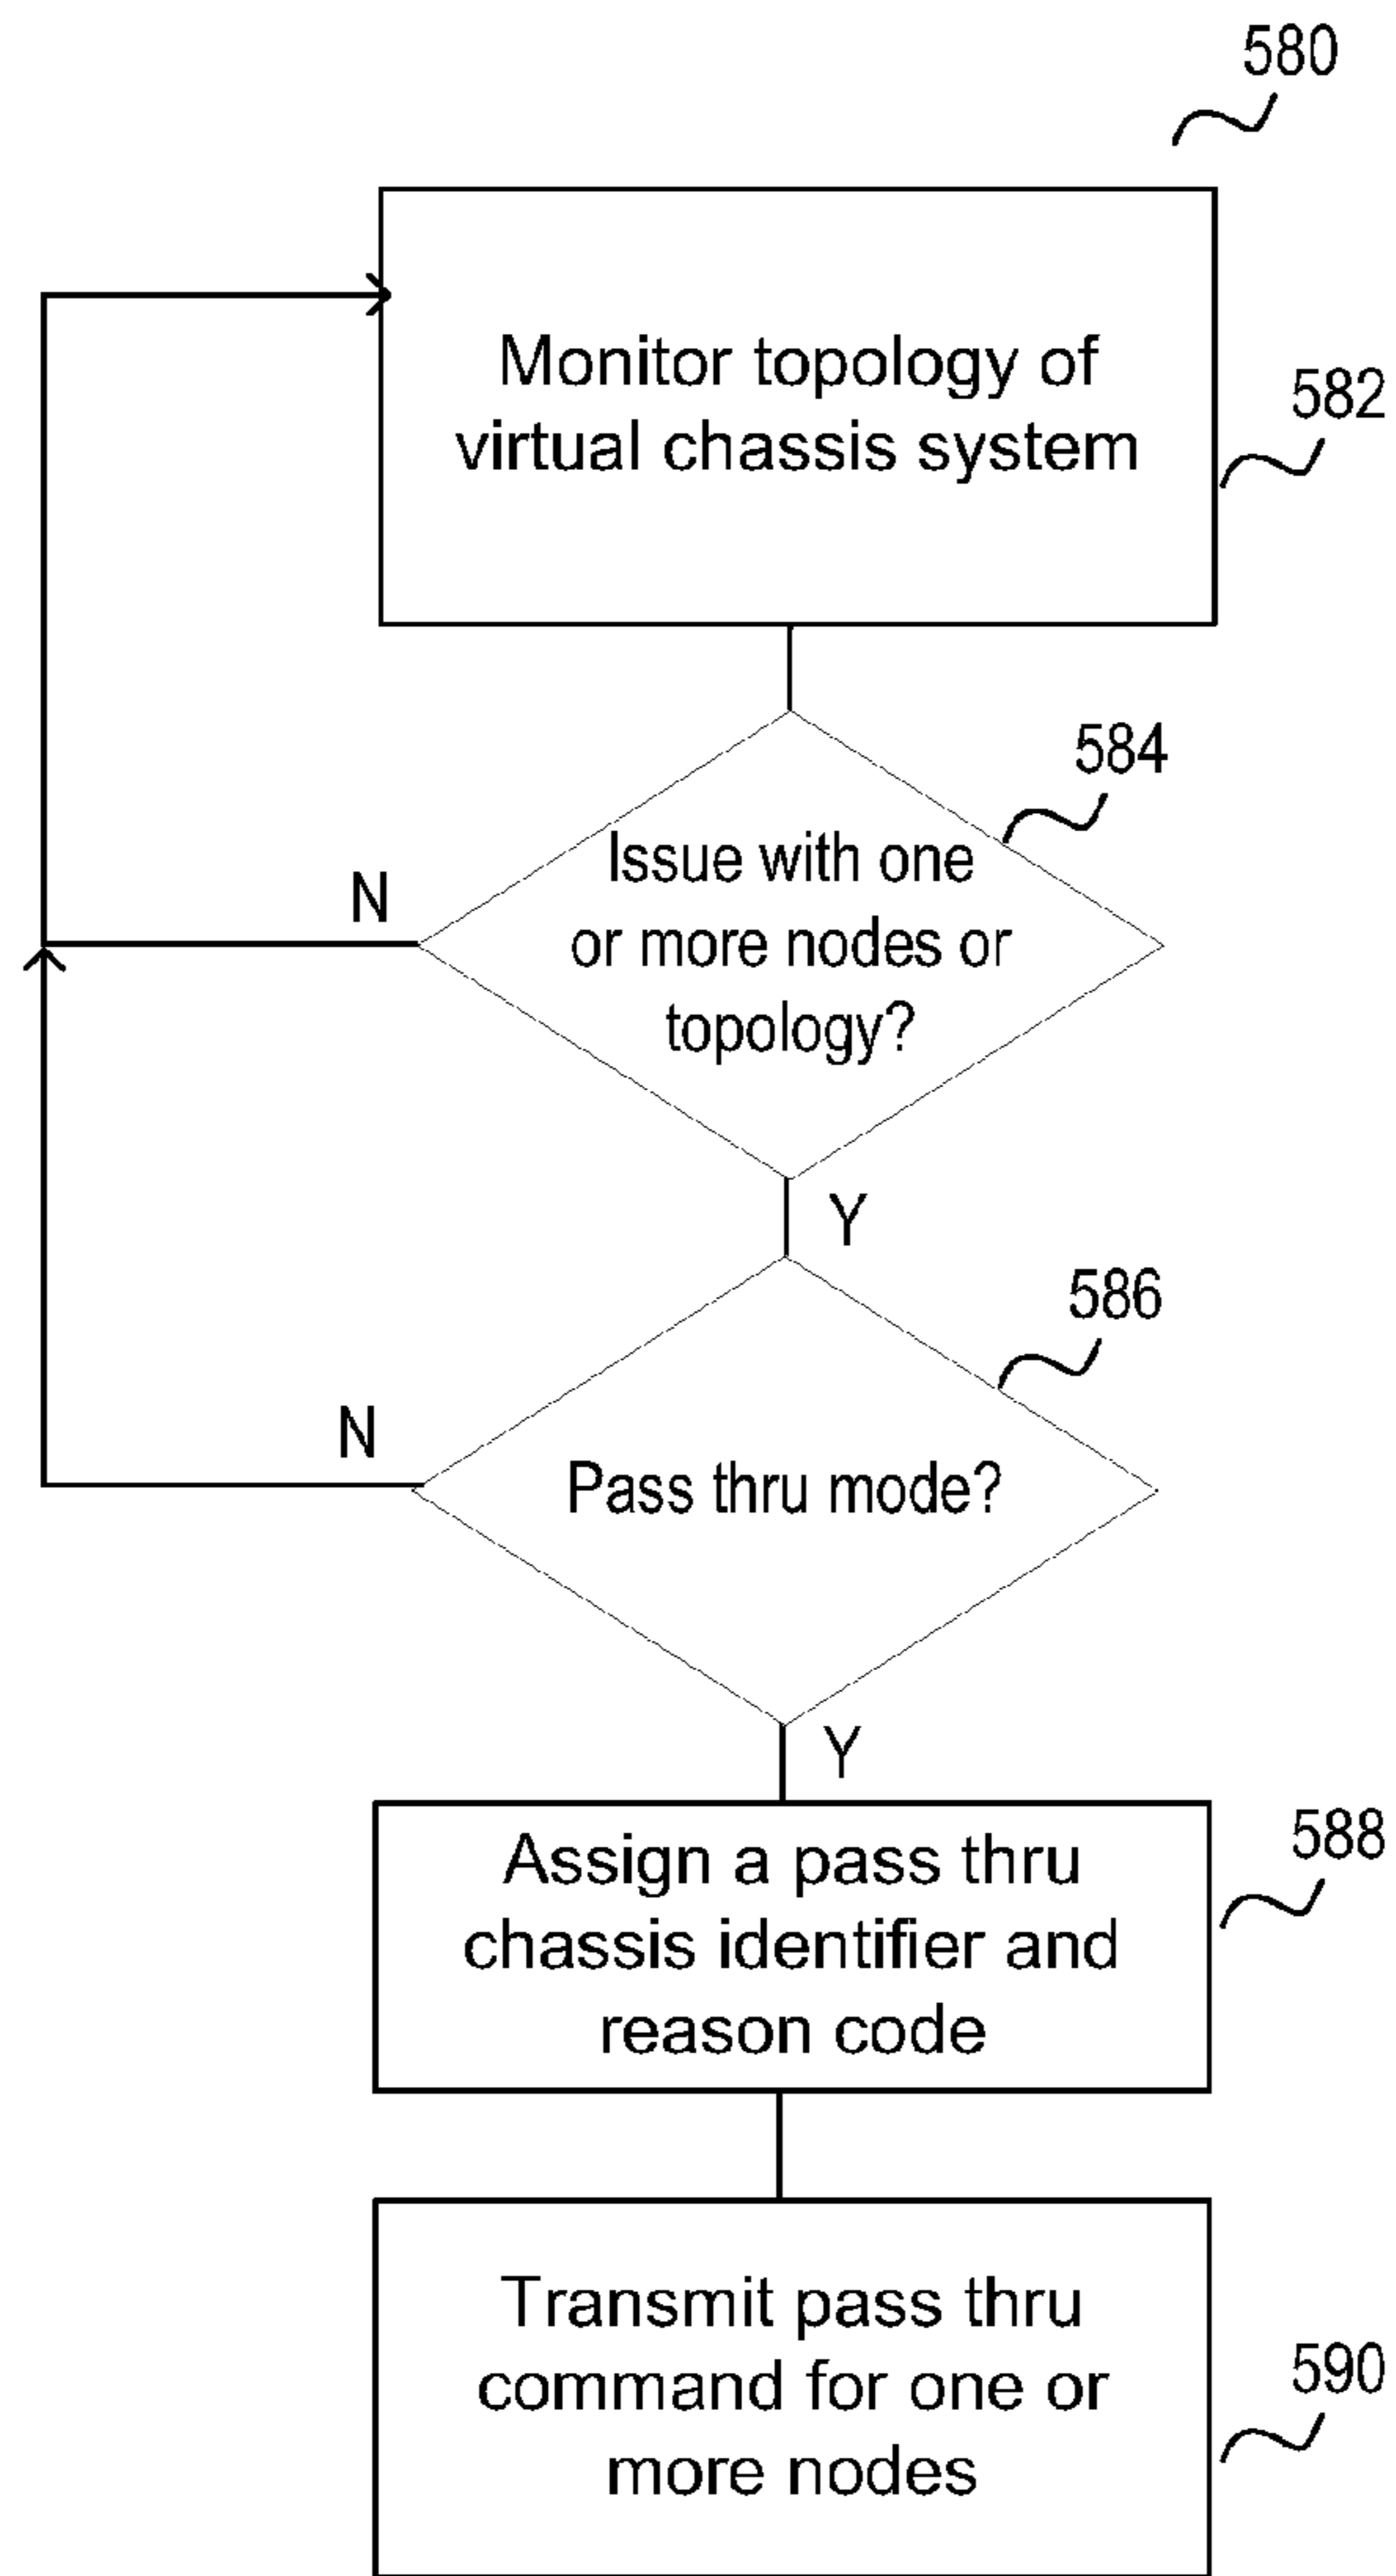 580
Monitor topology of
virtual chassis system
582
584
Issue with one
or more nodes or
topology?
N
Y
586
Pass thru mode?
N
Y
588
Assign a pass thru
chassis identifier and
reason code
Transmit pass thru
command for one or
more nodes
590